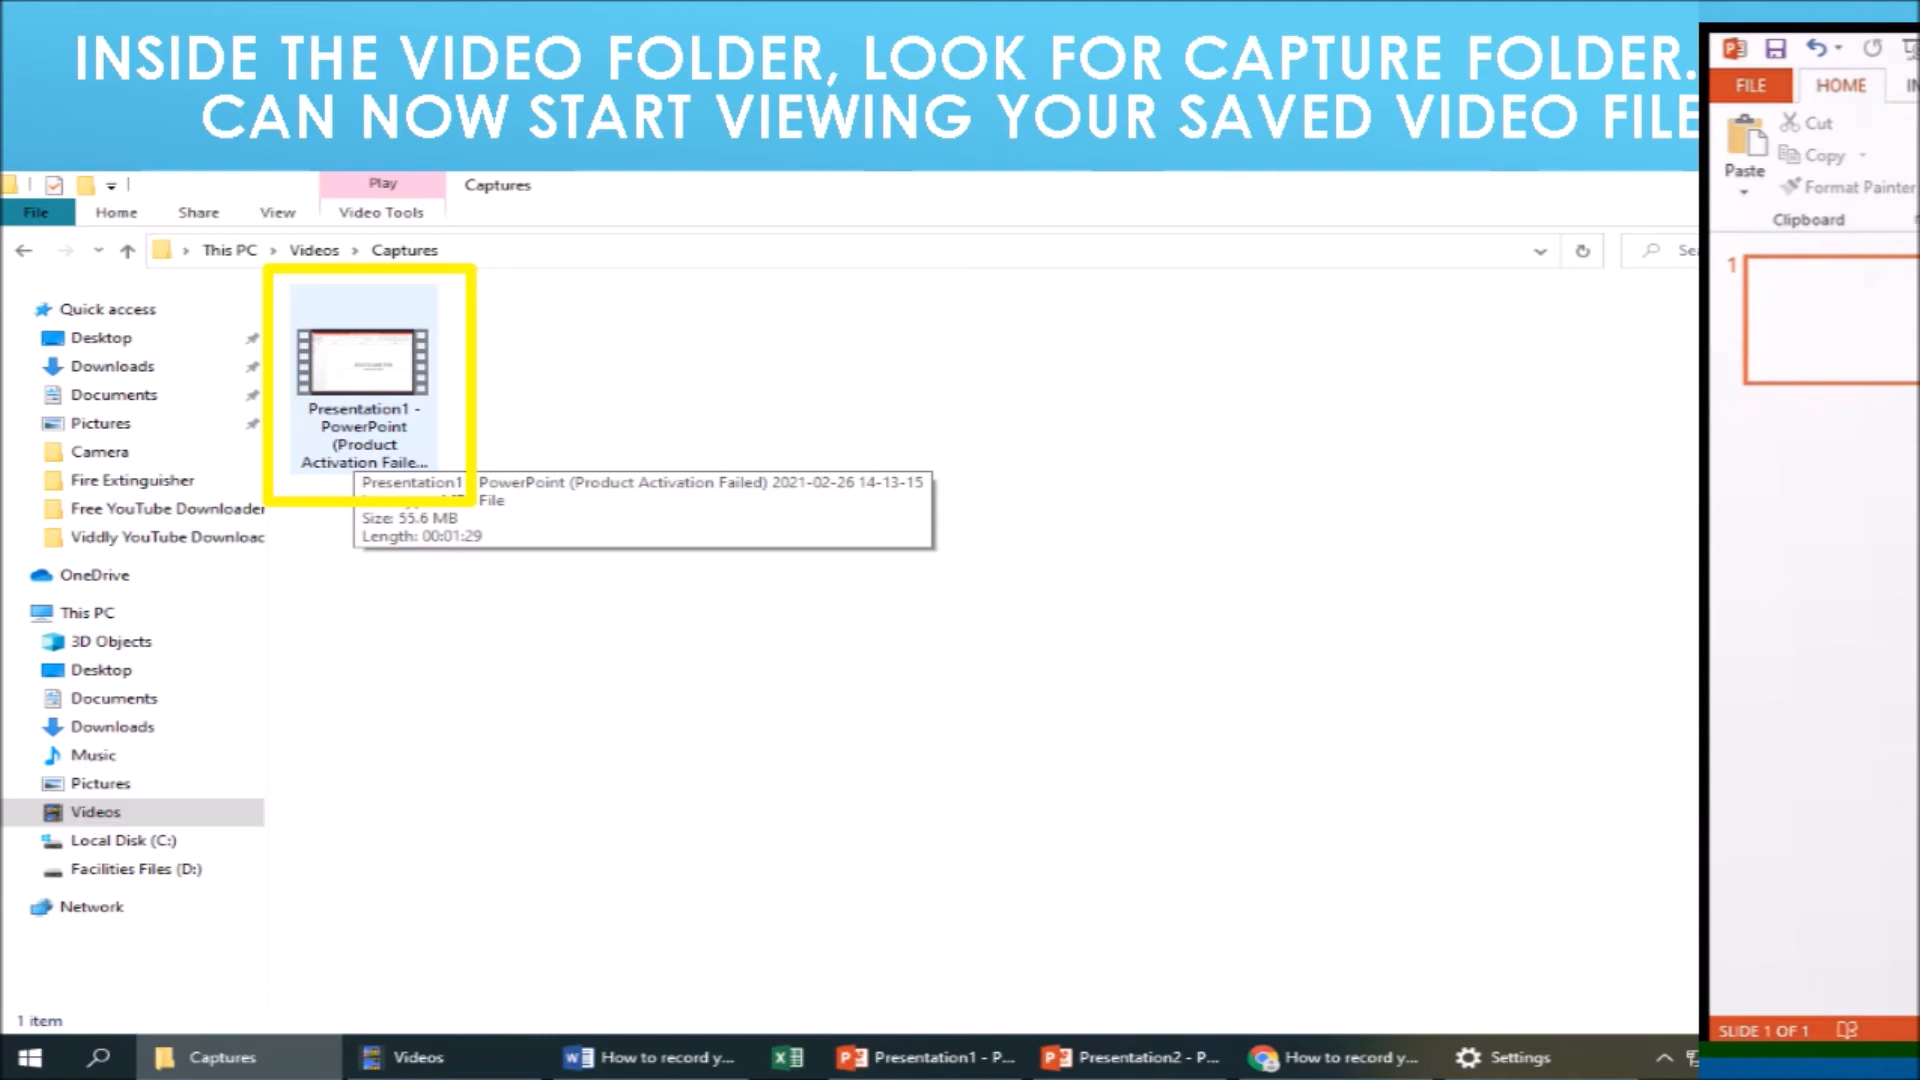 INSIDE THE VIDEO FOLDER, LOOK FOR CAPTURE FOLDER.
CAN NOW START VIEWING YOUR SAVED VIDEO FILE
Play
Captures
File
Home
Share
View
Video Tools
This PC > Videos > Captures
Quick access
Desktop
Downloads
Documents
Pictures
Camera
Fire Extinguisher
Free YouTube Downloader
Viddly YouTube Downloac
OneDrive
This PC
3D Objects
Desktop
Documents
Downloads
Music
Pictures
Videos
Local Disk (C:)
Facilities Files (D:)
Network
1 item
Presentation1 -
PowerPoint
(Product
Activation Faile...
Presentation1 PowerPoint (Product Activation Failed) 2021-02-26 14-13-15
File
Size: 55.6 MB
Length: 00:01:29
FILE
HOME
Cut
Copy
Paste
Format Painter
Clipboard
1
SLIDE 1 OF 1
Captures
Videos
How to record y...
Presentation1 - P...
Presentation2 - P...
How to record y...
Settings